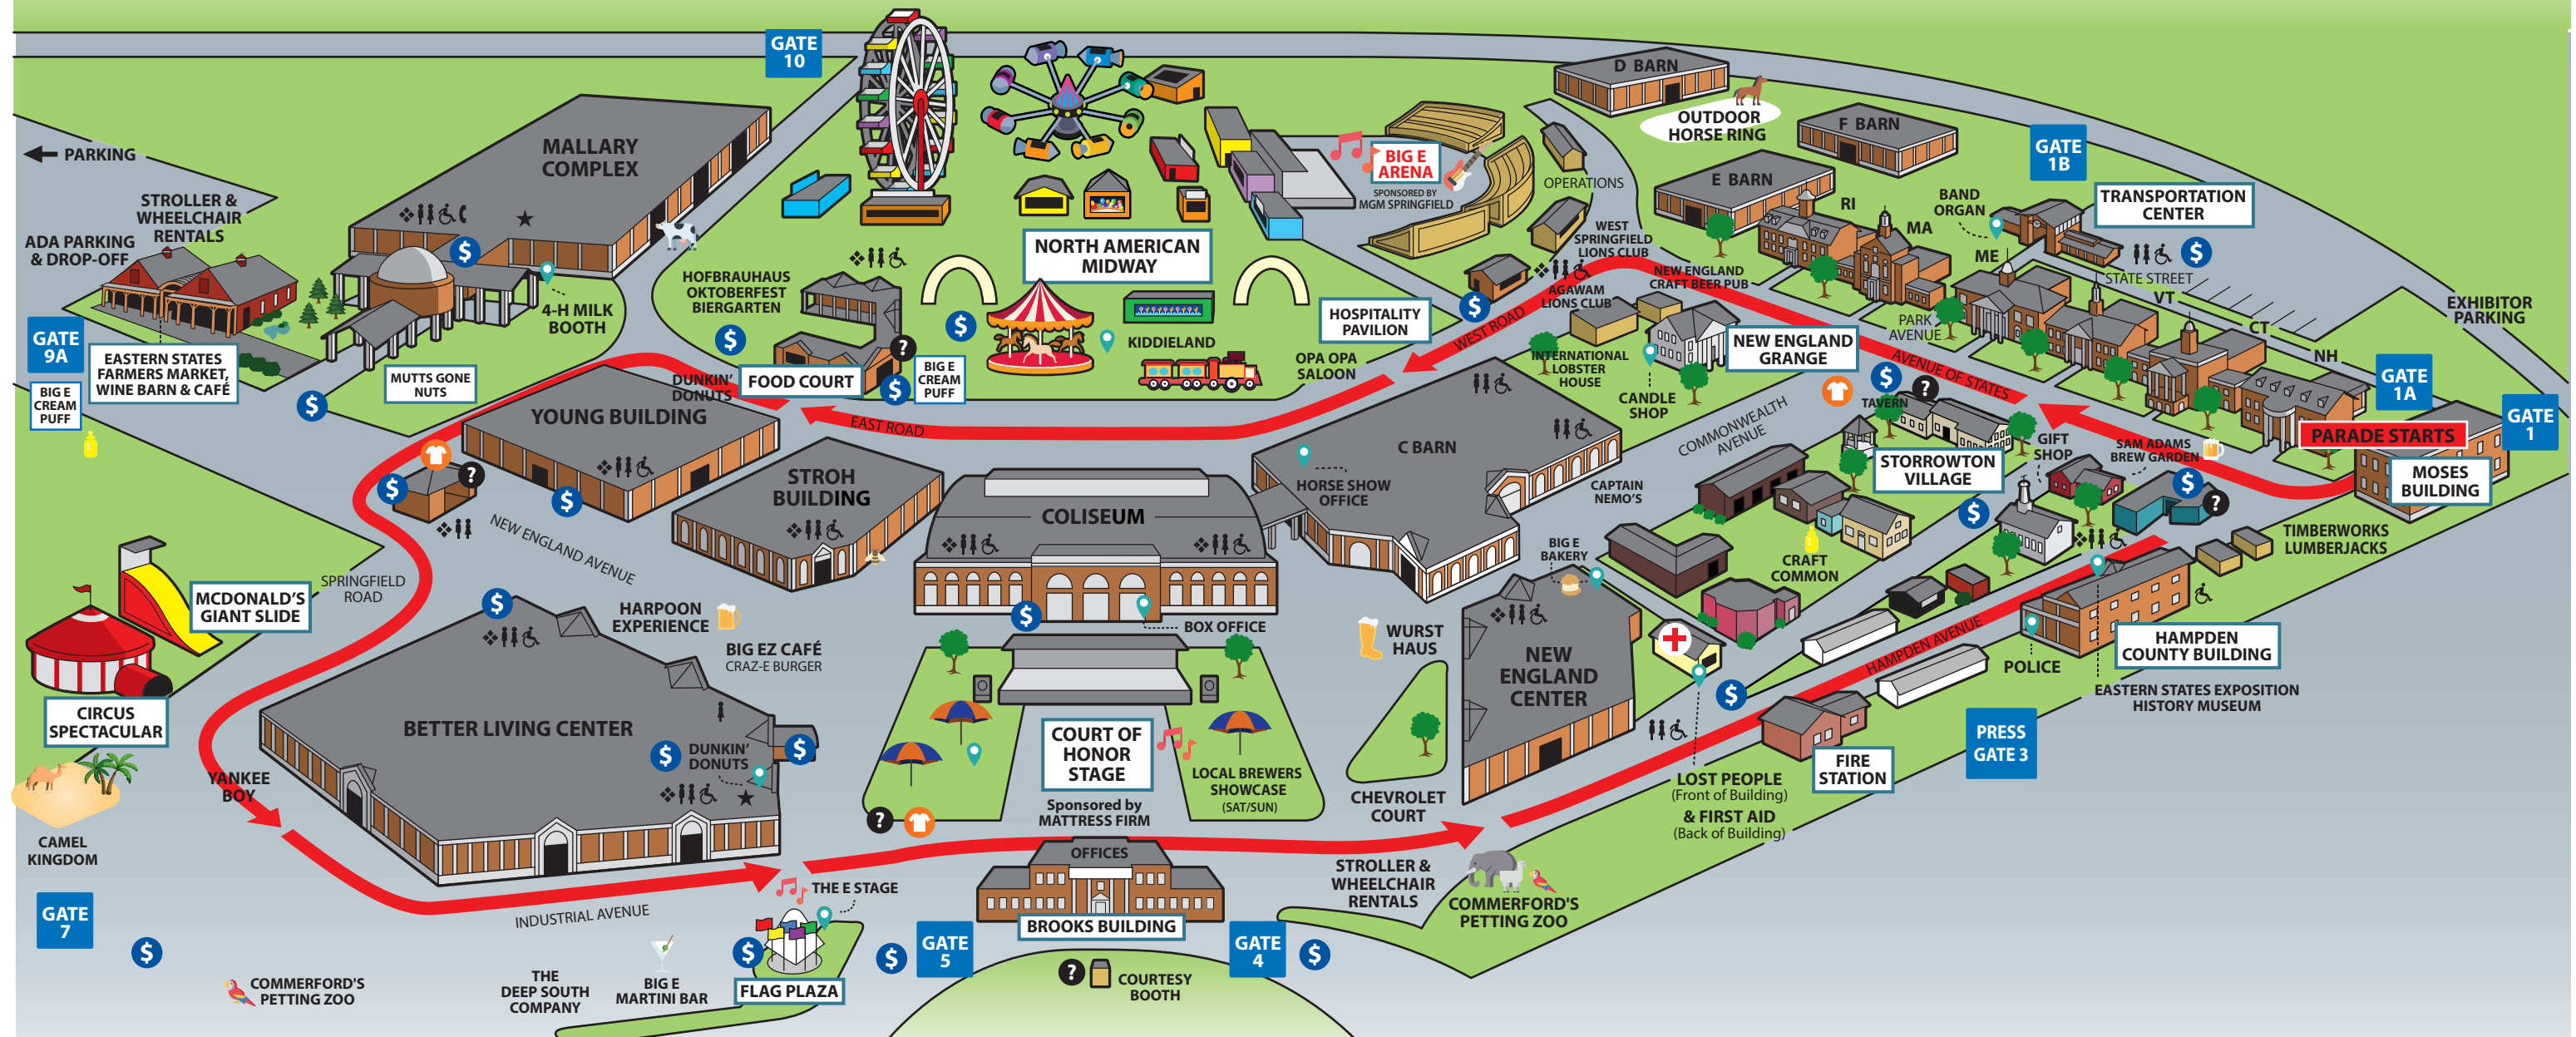 GATE
10
D BARN
OUTDOOR
HORSE RING
F BARN
GATE
1B
MALLARY
COMPLEX
PARKING
BIG E
ARENA
SPONSORED BY
MGM SPRINGFIELD
OPERATIONS
E BARN
RI
BAND
ORGAN
TRANSPORTATION
CENTER
STROLLER &
WHEELCHAIR
RENTALS
ADA PARKING
& DROP-OFF
MA
ME
STATE STREET
VT
CT
NH
NORTH AMERICAN
MIDWAY
WEST
SPRINGFIELD
LIONS CLUB
NEW ENGLAND
CRAFT BEER PUB
AGAWAM
LIONS CLUB
HOFBRAUHAUS
OKTOBERFEST
BIERGARTEN
4-H MILK
BOOTH
EXHIBITOR
PARKING
GATE
9A
EASTERN STATES
FARMERS MARKET,
WINE BARN & CAFÉ
BIG E
CREAM
PUFF
MUTTS GONE
NUTS
DUNKIN'
DONUTS
FOOD COURT
?
BIG E
CREAM
PUFF
KIDDIELAND
HOSPITALITY
PAVILION
OPA OPA
SALOON
WEST ROAD
INTERNATIONAL
LOBSTER
HOUSE
CANDLE
SHOP
NEW ENGLAND
GRANGE
PARK
AVENUE
AVENUE OF STATES
GATE
1A
GATE
1
PARADE STARTS
MOSES
BUILDING
?
TAVERN
YOUNG BUILDING
EAST ROAD
STROH
BUILDING
COLISEUM
C BARN
HORSE SHOW
OFFICE
CAPTAIN
NEMO'S
COMMONWEALTH
AVENUE
STORROWTON
VILLAGE
GIFT
SHOP
SAM ADAMS
BREW GARDEN
?
TIMBERWORKS
LUMBERJACKS
?
NEW ENGLAND AVENUE
SPRINGFIELD
ROAD
MCDONALD'S
GIANT SLIDE
HARPOON
EXPERIENCE
BIG EZ CAFÉ
CRAZ-E BURGER
BOX OFFICE
WURST
HAUS
BIG E
BAKERY
CRAFT
COMMON
NEW
ENGLAND
CENTER
HAMPDEN AVENUE
POLICE
HAMPDEN
COUNTY BUILDING
EASTERN STATES EXPOSITION
HISTORY MUSEUM
CIRCUS
SPECTACULAR
BETTER LIVING CENTER
DUNKIN'
DONUTS
COURT OF
HONOR
STAGE
Sponsored by
MATTRESS FIRM
LOCAL BREWERS
SHOWCASE
(SAT/SUN)
?
CHEVROLET
COURT
LOST PEOPLE
(Front of Building)
& FIRST AID
(Back of Building)
FIRE
STATION
PRESS
GATE 3
YANKEE
BOY
CAMEL
KINGDOM
GATE
7
INDUSTRIAL AVENUE
THE E STAGE
OFFICES
BROOKS BUILDING
STROLLER &
WHEELCHAIR
RENTALS
COMMERFORD'S
PETTING ZOO
COMMERFORD'S
PETTING ZOO
THE
DEEP SOUTH
COMPANY
BIG E
MARTINI BAR
FLAG PLAZA
GATE
5
GATE
4
?
COURTESY
BOOTH